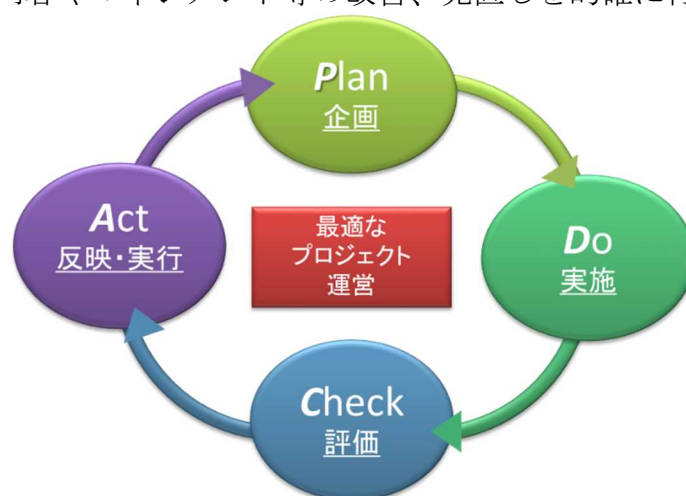 Plan
企画
Do
実施
Check
評価
Act
反映・実行
最適な
プロジェクト
運営